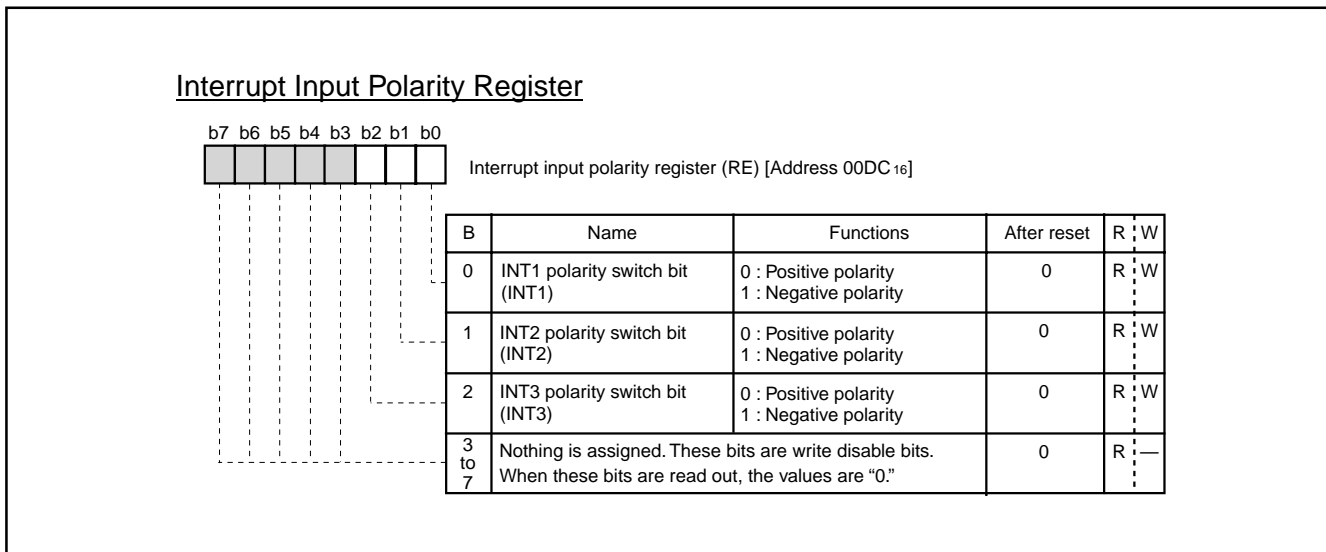 Interrupt Input Polarity Register
b7 b6 b5 b4 b3 b2 b1 b0
Interrupt input polarity register (RE) [Address 00DC 16]
B Name Functions After reset R W
0 INT1 polarity switch bit (INT1) 0 : Positive polarity 1 : Negative polarity 0 R W
1 INT2 polarity switch bit (INT2) 0 : Positive polarity 1 : Negative polarity 0 R W
2 INT3 polarity switch bit (INT3) 0 : Positive polarity 1 : Negative polarity 0 R W
3 to 7 Nothing is assigned. These bits are write disable bits. When these bits are read out, the values are “0.” 0 R —